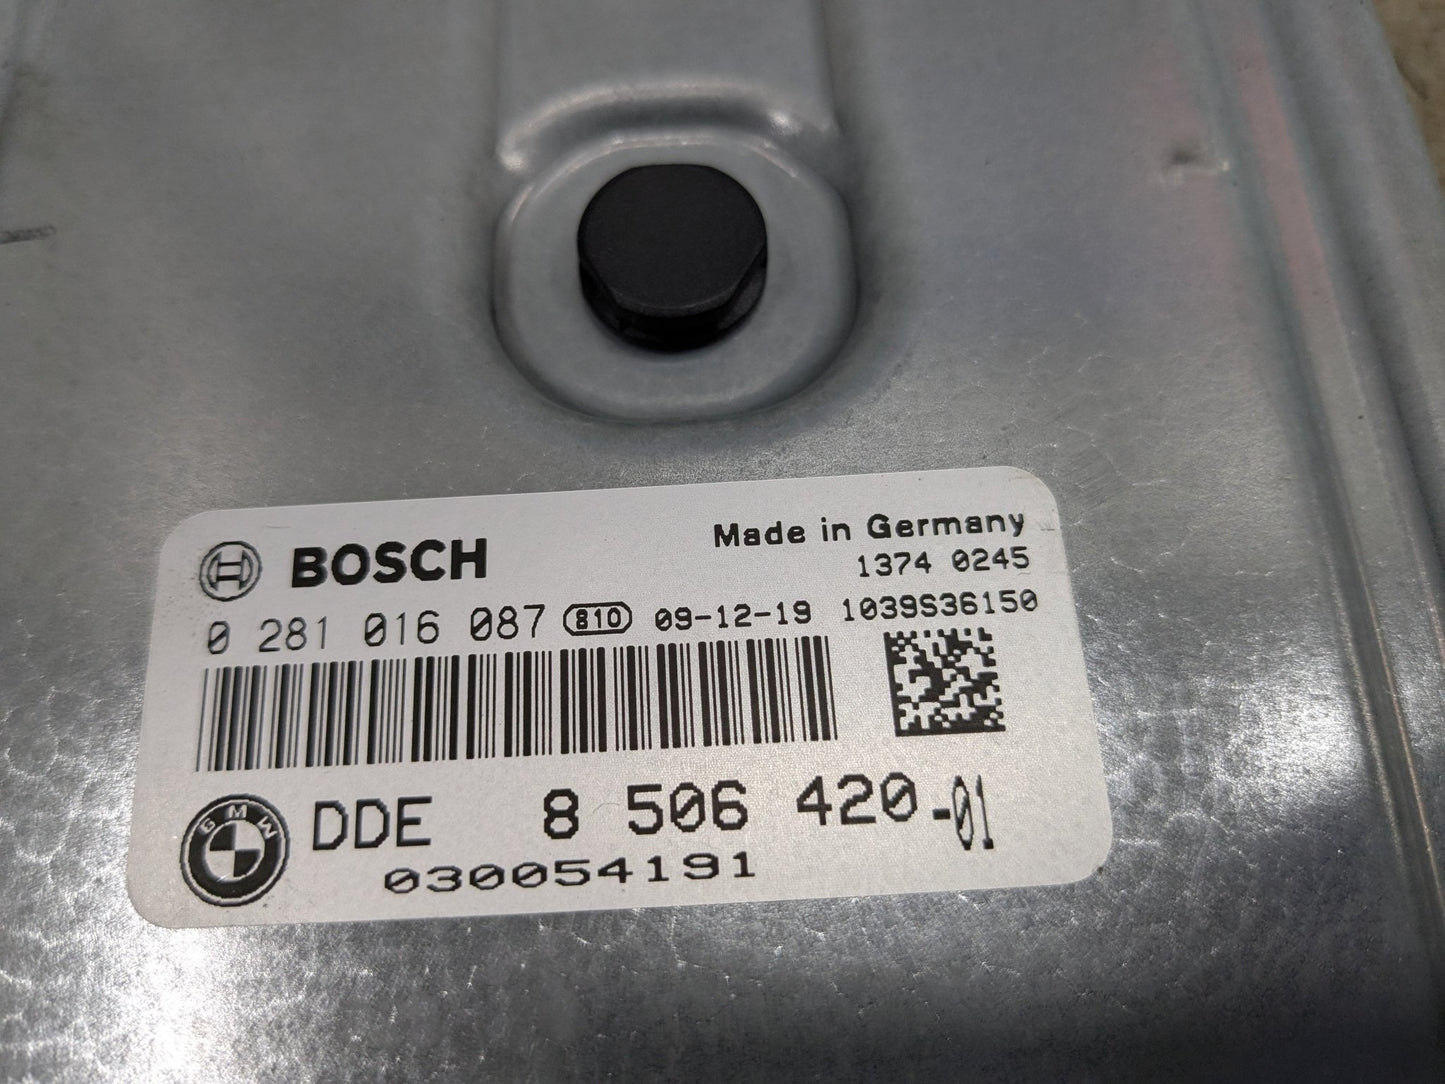 BOSCH
Made in Germany
1374 0245
0 281 016 087 810 09-12-19 1039S36150
BMW DDE 8 506 420-01
030054191